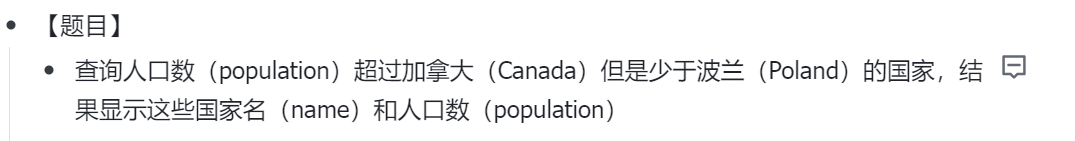 【题目】
查询人口数（population）超过加拿大（Canada）但是少于波兰（Poland）的国家，结
果显示这些国家名（name）和人口数（population）